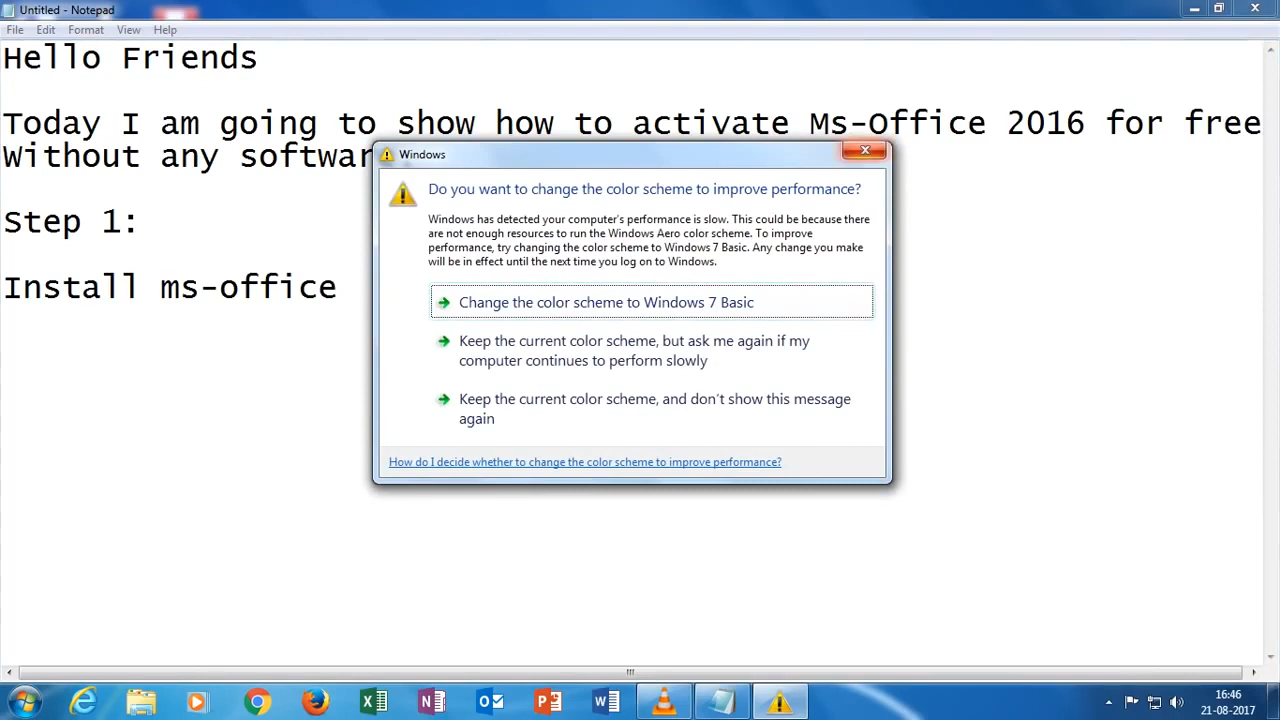 Untitled - Notepad
File Edit Format View Help
Hello Friends
Today I am going to show how to activate Ms-Office 2016 for free
Without any softwar
Step 1:
Install ms-office
Windows
Do you want to change the color scheme to improve performance?
Windows has detected your computer's performance is slow. This could be because there
are not enough resources to run the Windows Aero color scheme. To improve
performance, try changing the color scheme to Windows 7 Basic. Any change you make
will be in effect until the next time you log on to Windows.
Change the color scheme to Windows 7 Basic
Keep the current color scheme, but ask me again if my
computer continues to perform slowly
Keep the current color scheme, and don't show this message
again
How do I decide whether to change the color scheme to improve performance?
16:46
21-08-2017